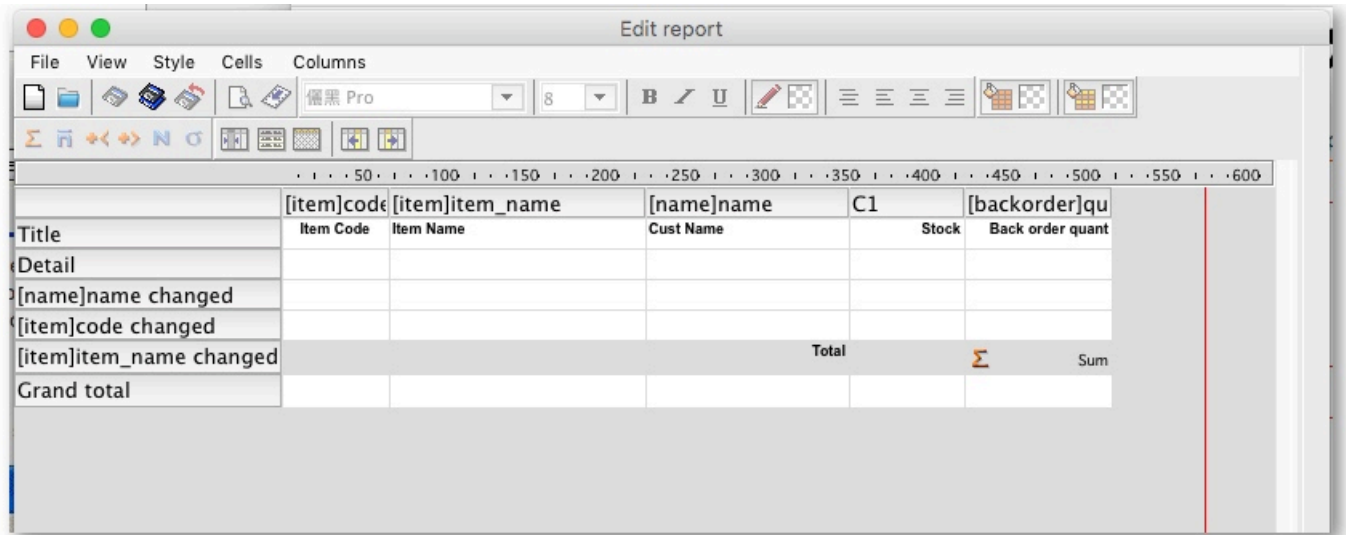 Edit report
File View Style Cells Columns
儷黑 Pro 8 B I U
Σ n N σ
50 100 150 200 250 300 350 400 450 500 550 600
[item]code [item]item_name [name]name C1 [backorder]qu
Title Item Code Item Name Cust Name Stock Back order quant
Detail
[name]name changed
[item]code changed
[item]item_name changed Total Σ Sum
Grand total